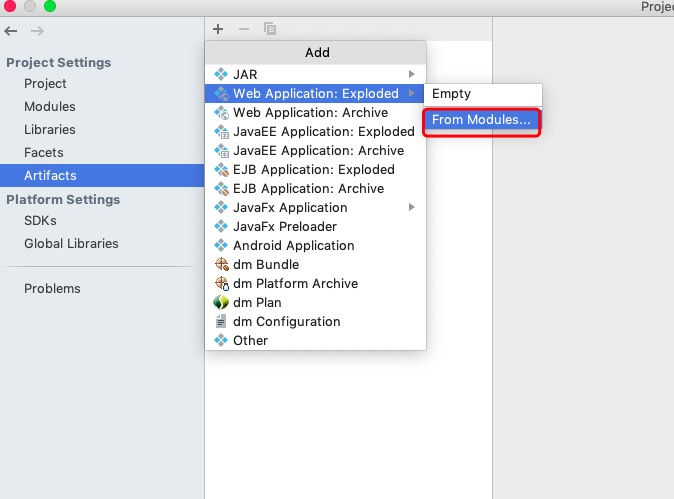 Projec
Project Settings
Project
Modules
Libraries
Facets
Artifacts
Platform Settings
SDKs
Global Libraries
Problems
Add
JAR
Web Application: Exploded
Web Application: Archive
JavaEE Application: Exploded
JavaEE Application: Archive
EJB Application: Exploded
EJB Application: Archive
JavaFx Application
JavaFx Preloader
Android Application
dm Bundle
dm Platform Archive
dm Plan
dm Configuration
Other
Empty
From Modules...